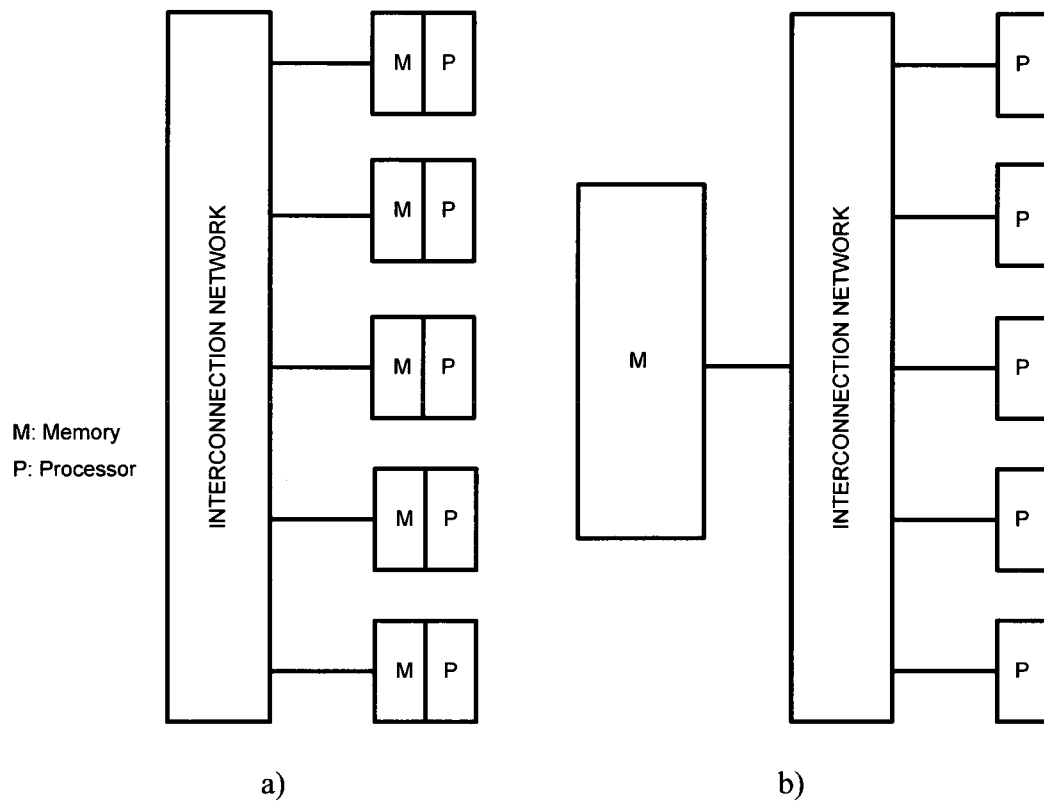 M P
M P
M P
M P
M P
INTERCONNECTION NETWORK
M: Memory
P: Processor
a)
M
INTERCONNECTION NETWORK
P
P
P
P
P
b)